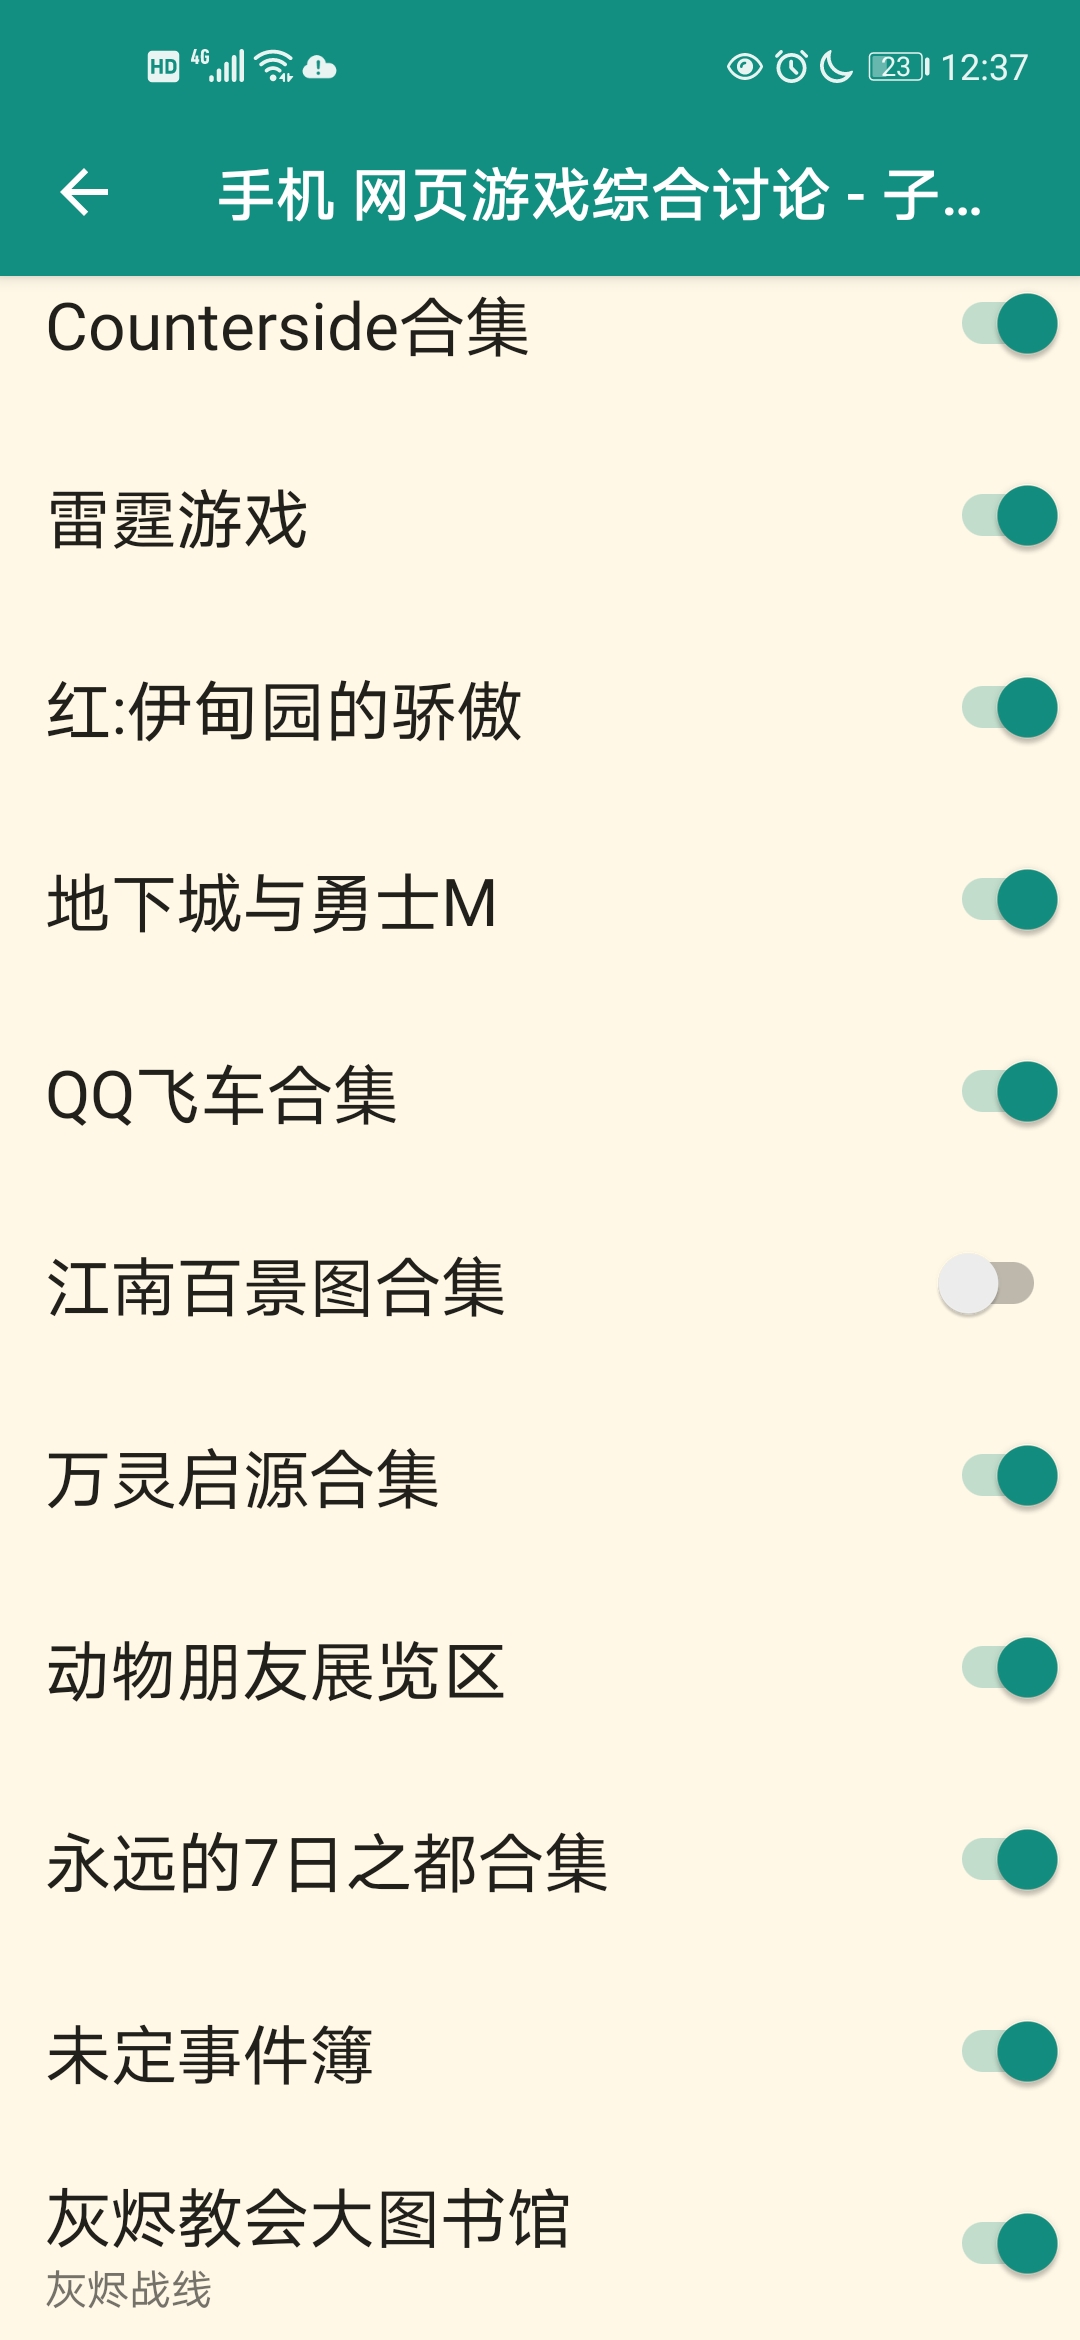 HD 4G 23 12:37
手机 网页游戏综合讨论 - 子...
Counterside合集
雷霆游戏
红:伊甸园的骄傲
地下城与勇士M
QQ飞车合集
江南百景图合集
万灵启源合集
动物朋友展览区
永远的7日之都合集
未定事件簿
灰烬教会大图书馆
灰烬战线